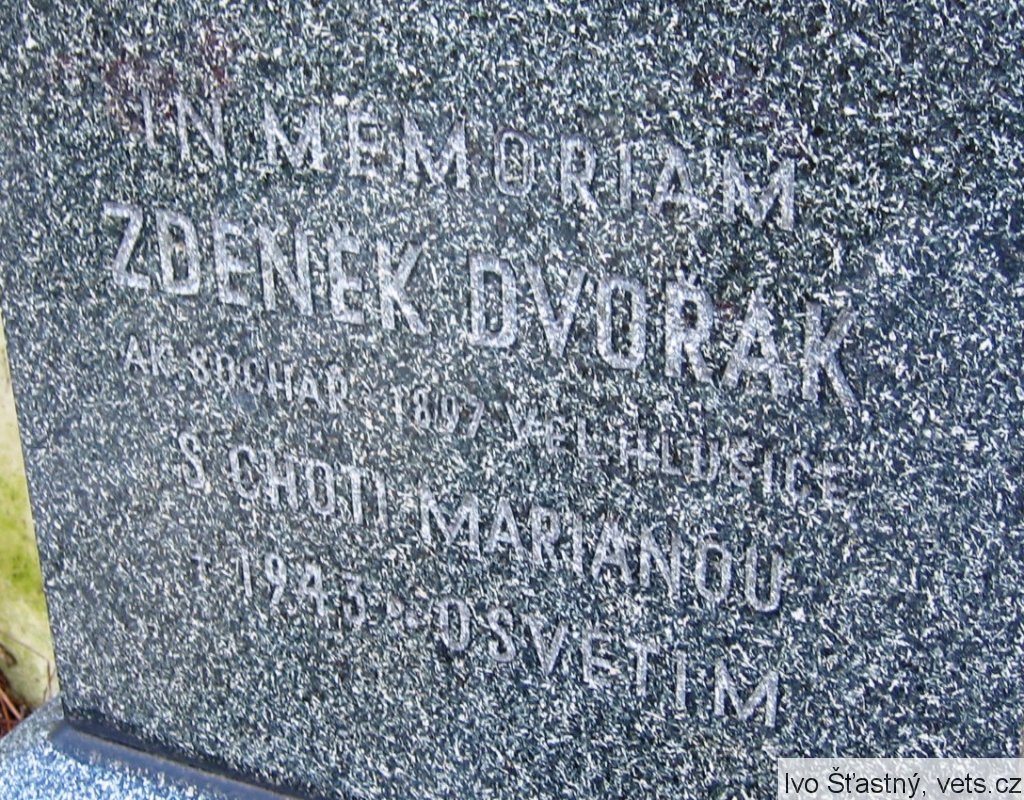 IN MEMORIAM
ZDENĚK DVOŘÁK
AK. SOCHAŘ * 1897 VEL. HLUŠICE
S CHOTÍ MARIANOU
† 1943 - OSVĚTIM
Ivo Šťastný, vets.cz